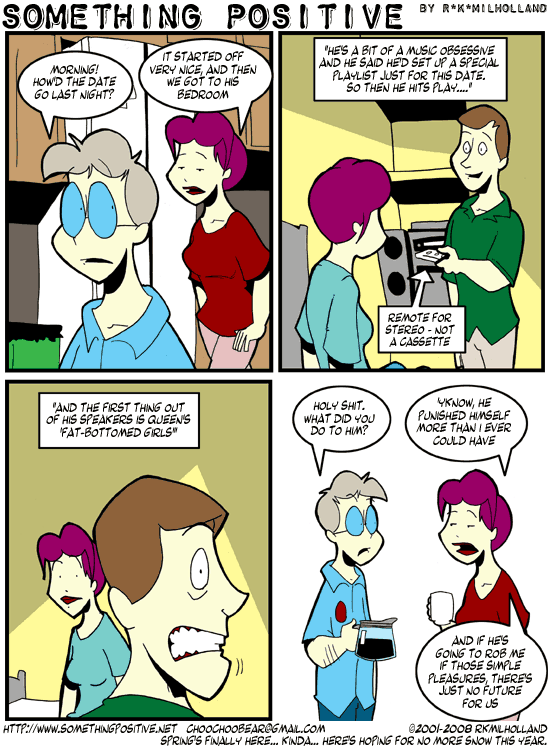 SOMETHING POSITIVE BY R*K*MILHOLLAND
MORNING!
HOW'D THE DATE
GO LAST NIGHT?
IT STARTED OFF
VERY NICE, AND THEN
WE GOT TO HIS
BEDROOM
"HE'S A BIT OF A MUSIC OBSESSIVE
AND HE SAID HE'D SET UP A SPECIAL
PLAYLIST JUST FOR THIS DATE.
SO THEN HE HITS PLAY...."
REMOTE FOR
STEREO - NOT
A CASSETTE
"AND THE FIRST THING OUT
OF HIS SPEAKERS IS QUEEN'S
'FAT-BOTTOMED GIRLS"
HOLY SHIT.
WHAT DID YOU
DO TO HIM?
Y'KNOW, HE
PUNISHED HIMSELF
MORE THAN I EVER
COULD HAVE
AND IF HE'S
GOING TO ROB ME
IF THOSE SIMPLE
PLEASURES, THERE'S
JUST NO FUTURE
FOR US
HTTP://WWW.SOMETHINGPOSITIVE.NET CHOOCHOOBEAR@GMAIL.COM ©2001-2008 RKMILHOLLAND
SPRING'S FINALLY HERE... KINDA... HERE'S HOPING FOR NO MORE SNOW THIS YEAR.